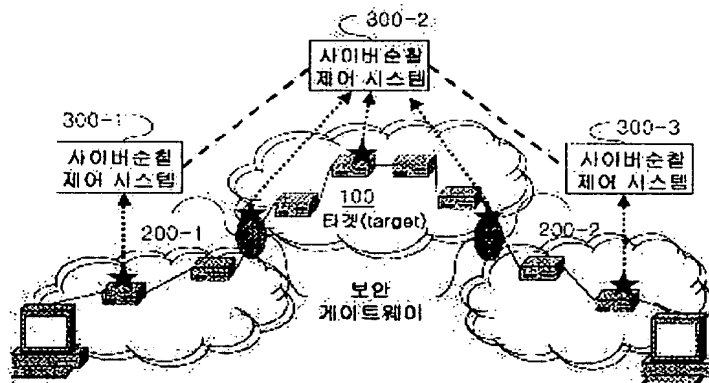 300-2
사이버순찰
제어 시스템
300-1
사이버순찰
제어 시스템
300-3
사이버순찰
제어 시스템
100
타겟(target)
200-1
200-2
보안
게이트웨이